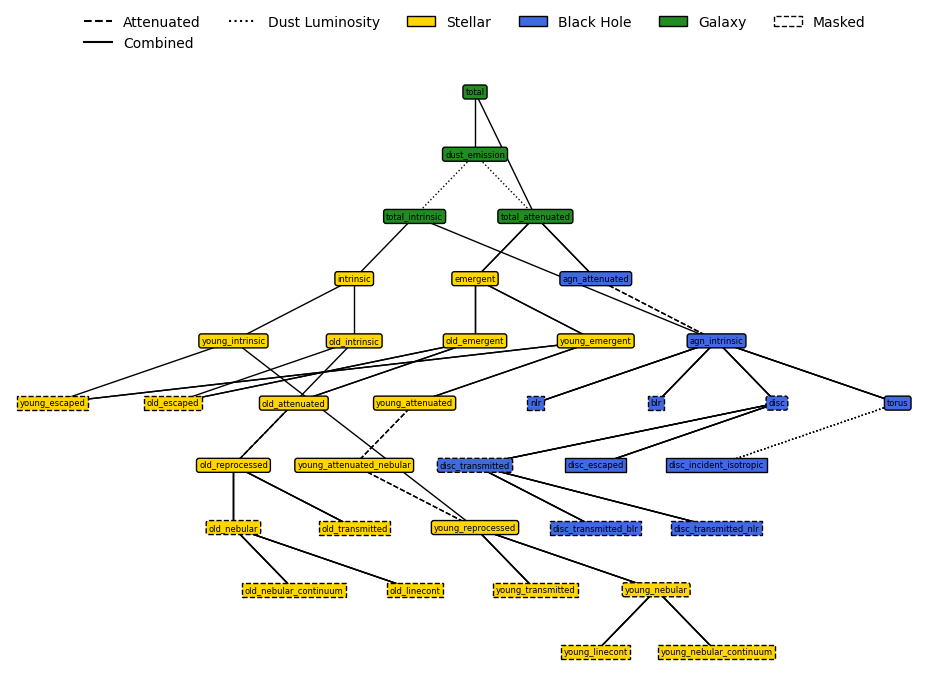 Attenuated Dust Luminosity Stellar Black Hole Galaxy Masked
Combined
total
dust_emission
total_intrinsic total_attenuated
intrinsic emergent agn_attenuated
young_intrinsic old_intrinsic old_emergent young_emergent agn_intrinsic
young_escaped old_escaped old_attenuated young_attenuated nlr blr disc torus
old_reprocessed young_attenuated_nebular disc_transmitted disc_escaped disc_incident_isotropic
old_nebular old_transmitted young_reprocessed disc_transmitted_blr disc_transmitted_nlr
old_nebular_continuum old_linecont young_transmitted young_nebular
young_linecont young_nebular_continuum